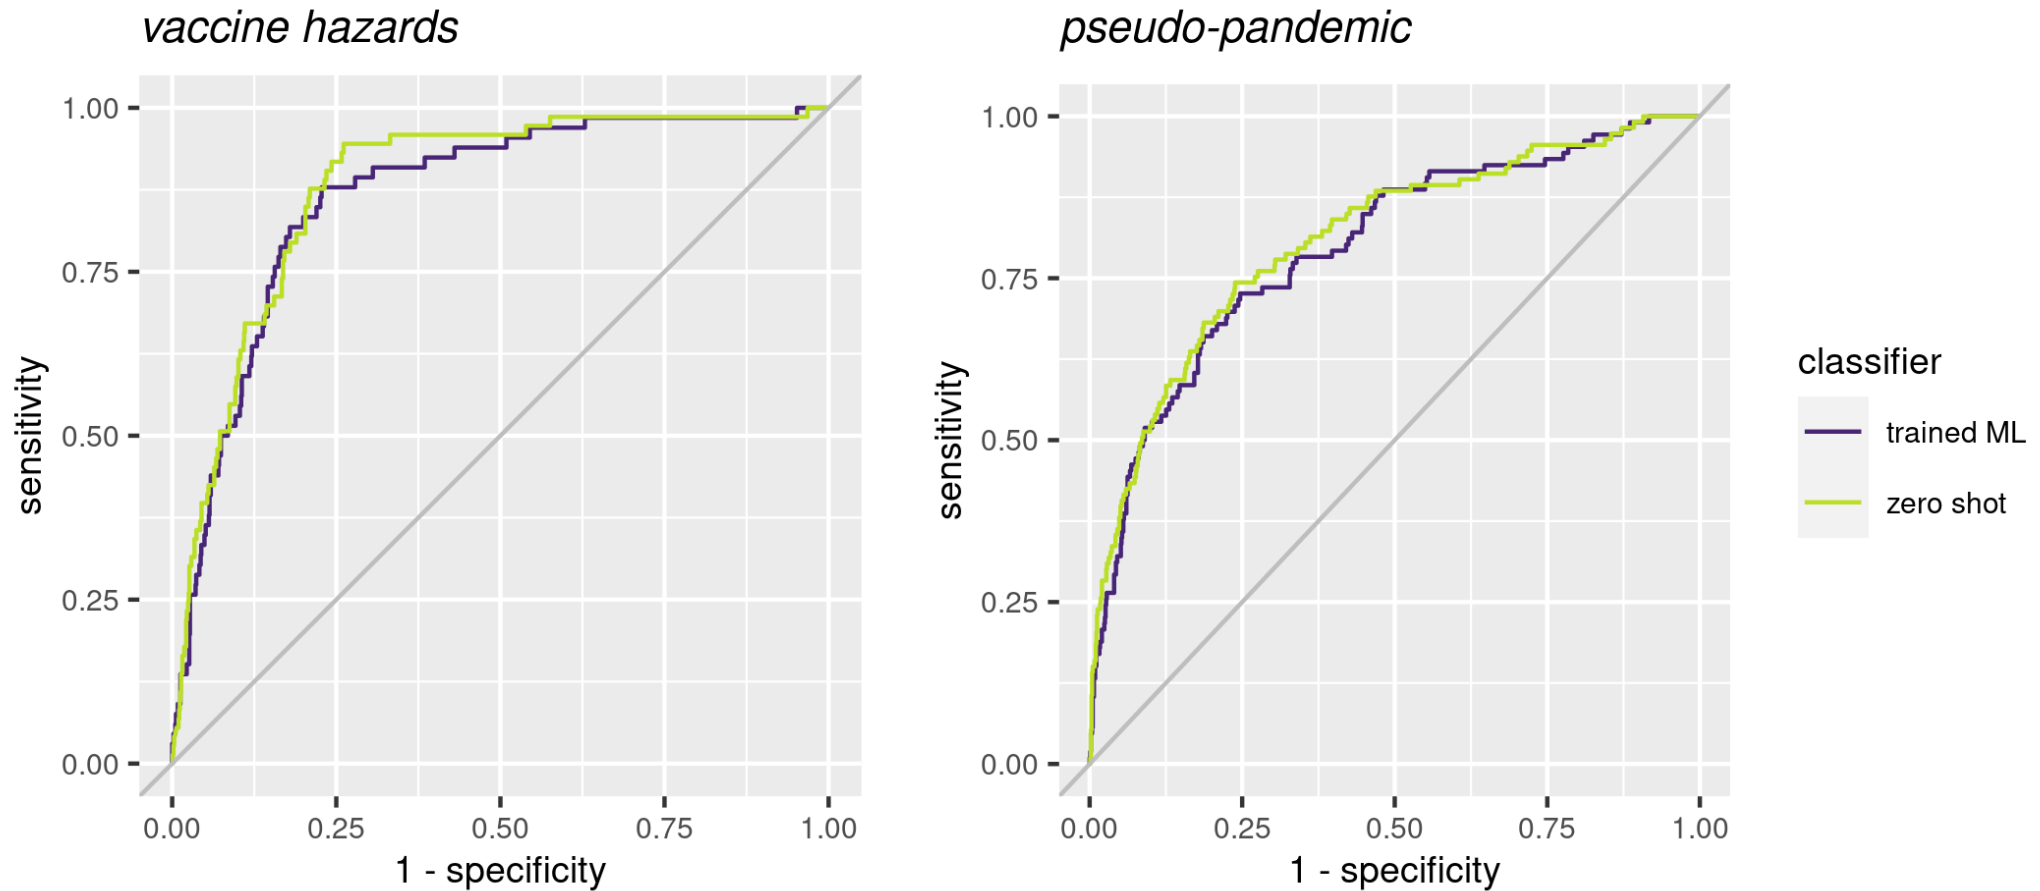 vaccine hazards
1.00
0.75
0.50
0.25
0.00
sensitivity
0.00 0.25 0.50 0.75 1.00
1 - specificity
pseudo-pandemic
1.00
0.75
0.50
0.25
0.00
sensitivity
0.00 0.25 0.50 0.75 1.00
1 - specificity
classifier
trained ML
zero shot